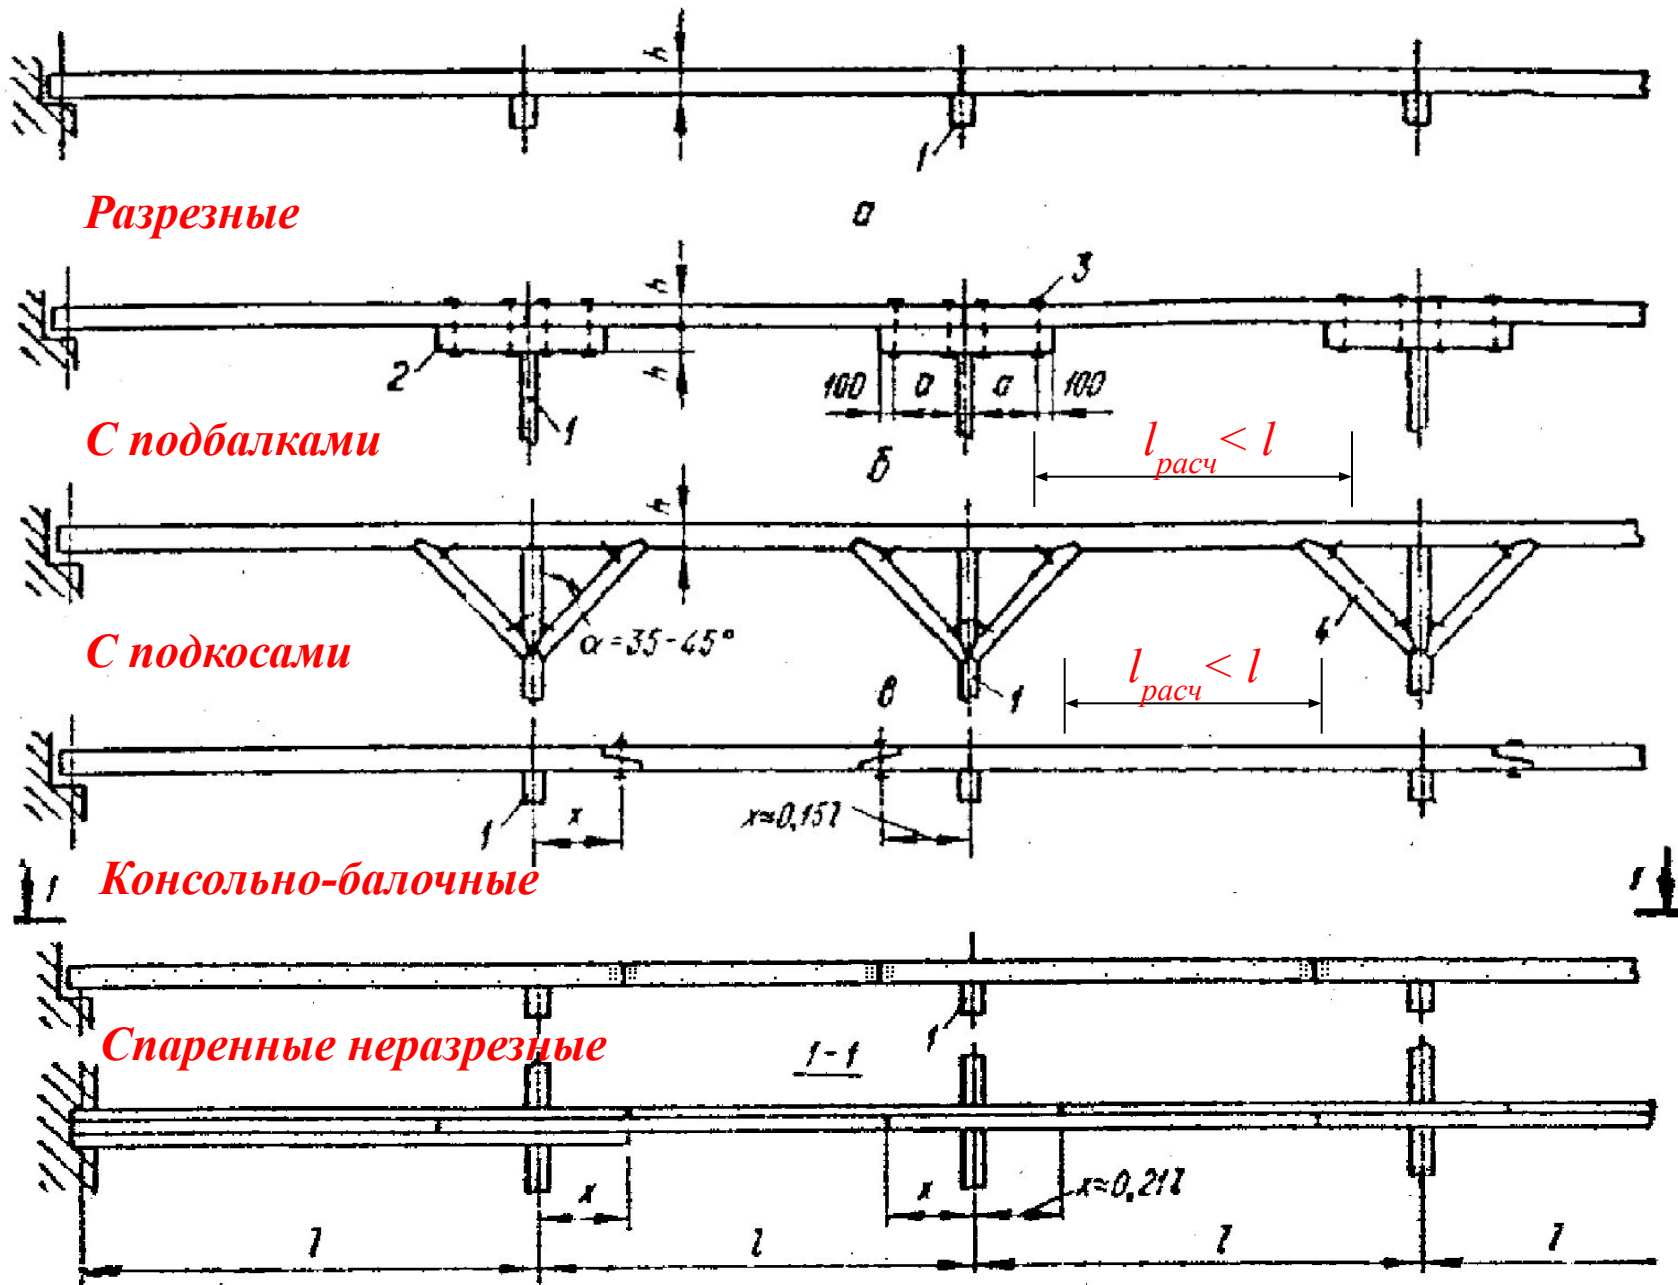 h
1
Разрезные
а
h
3
2
h
100 а а 100
1
С подбалками
l расч < l
б
h
α = 35 - 45°
4
С подкосами
l расч < l
в
1
1
x
x≈0,15l
Консольно-балочные
1 1
1
Спаренные неразрезные
1-1
x x x≈0,21l
l l l l